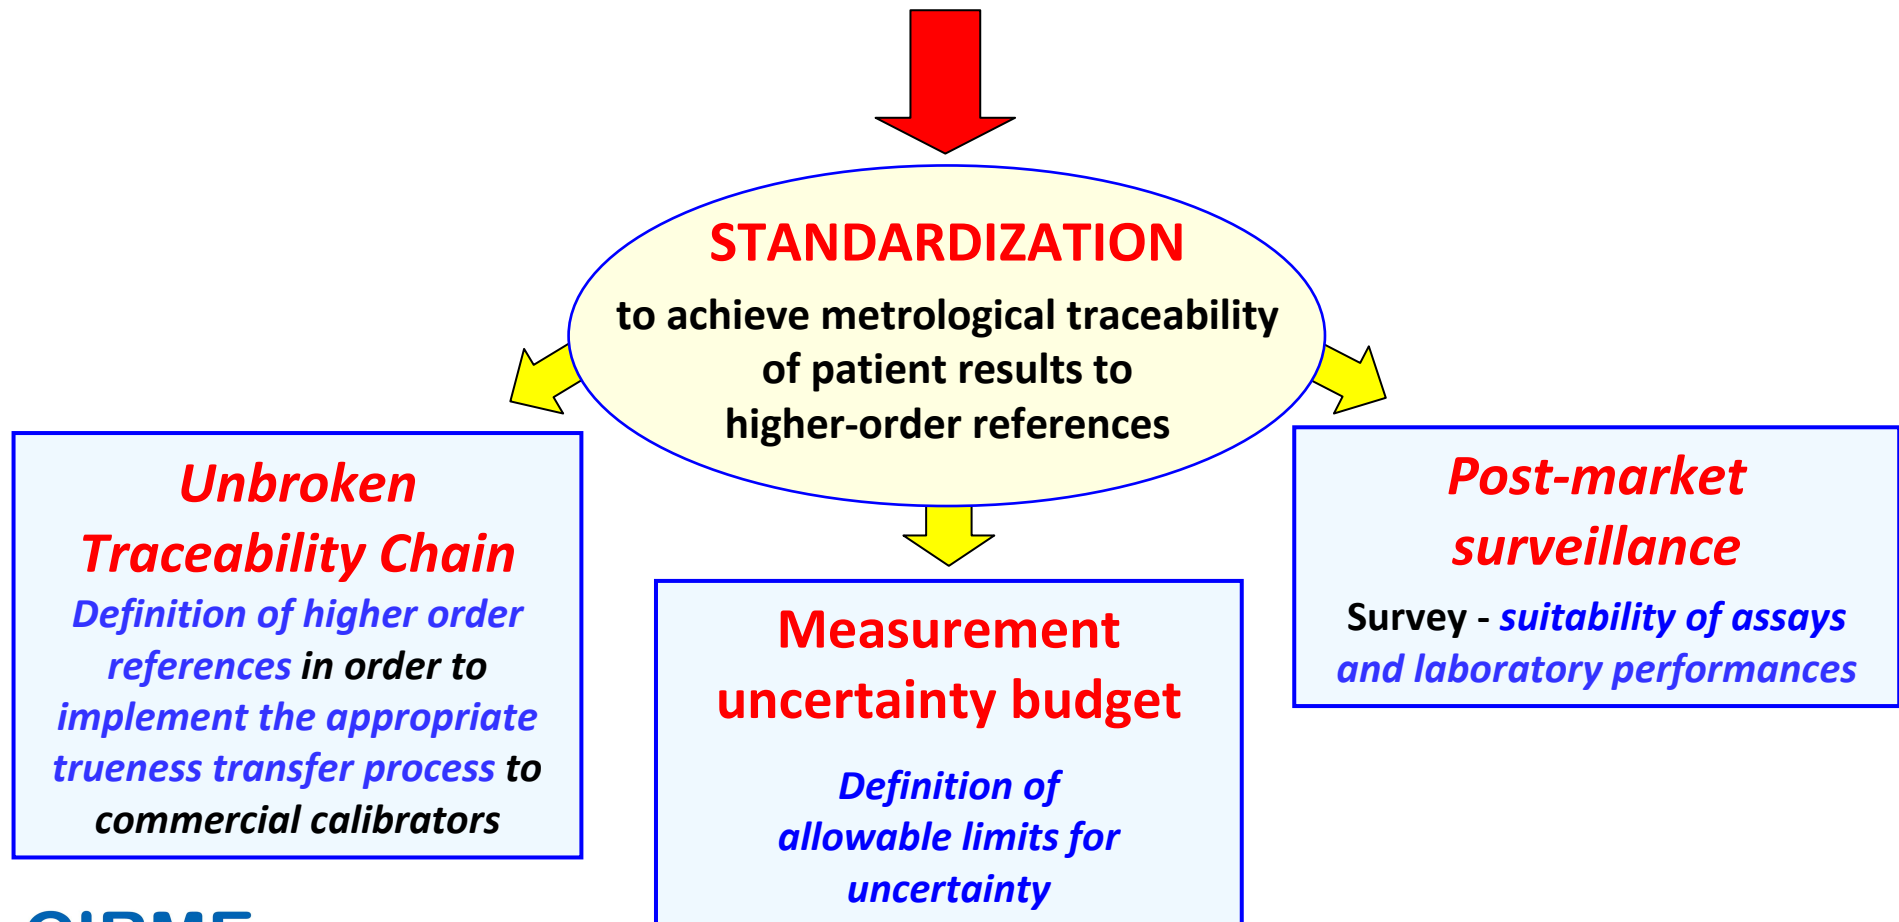 STANDARDIZATION
to achieve metrological traceability
of patient results to
higher-order references
Unbroken
Traceability Chain
Definition of higher order
references in order to
implement the appropriate
trueness transfer process to
commercial calibrators
Measurement
uncertainty budget
Definition of
allowable limits for
uncertainty
Post-market
surveillance
Survey - suitability of assays
and laboratory performances